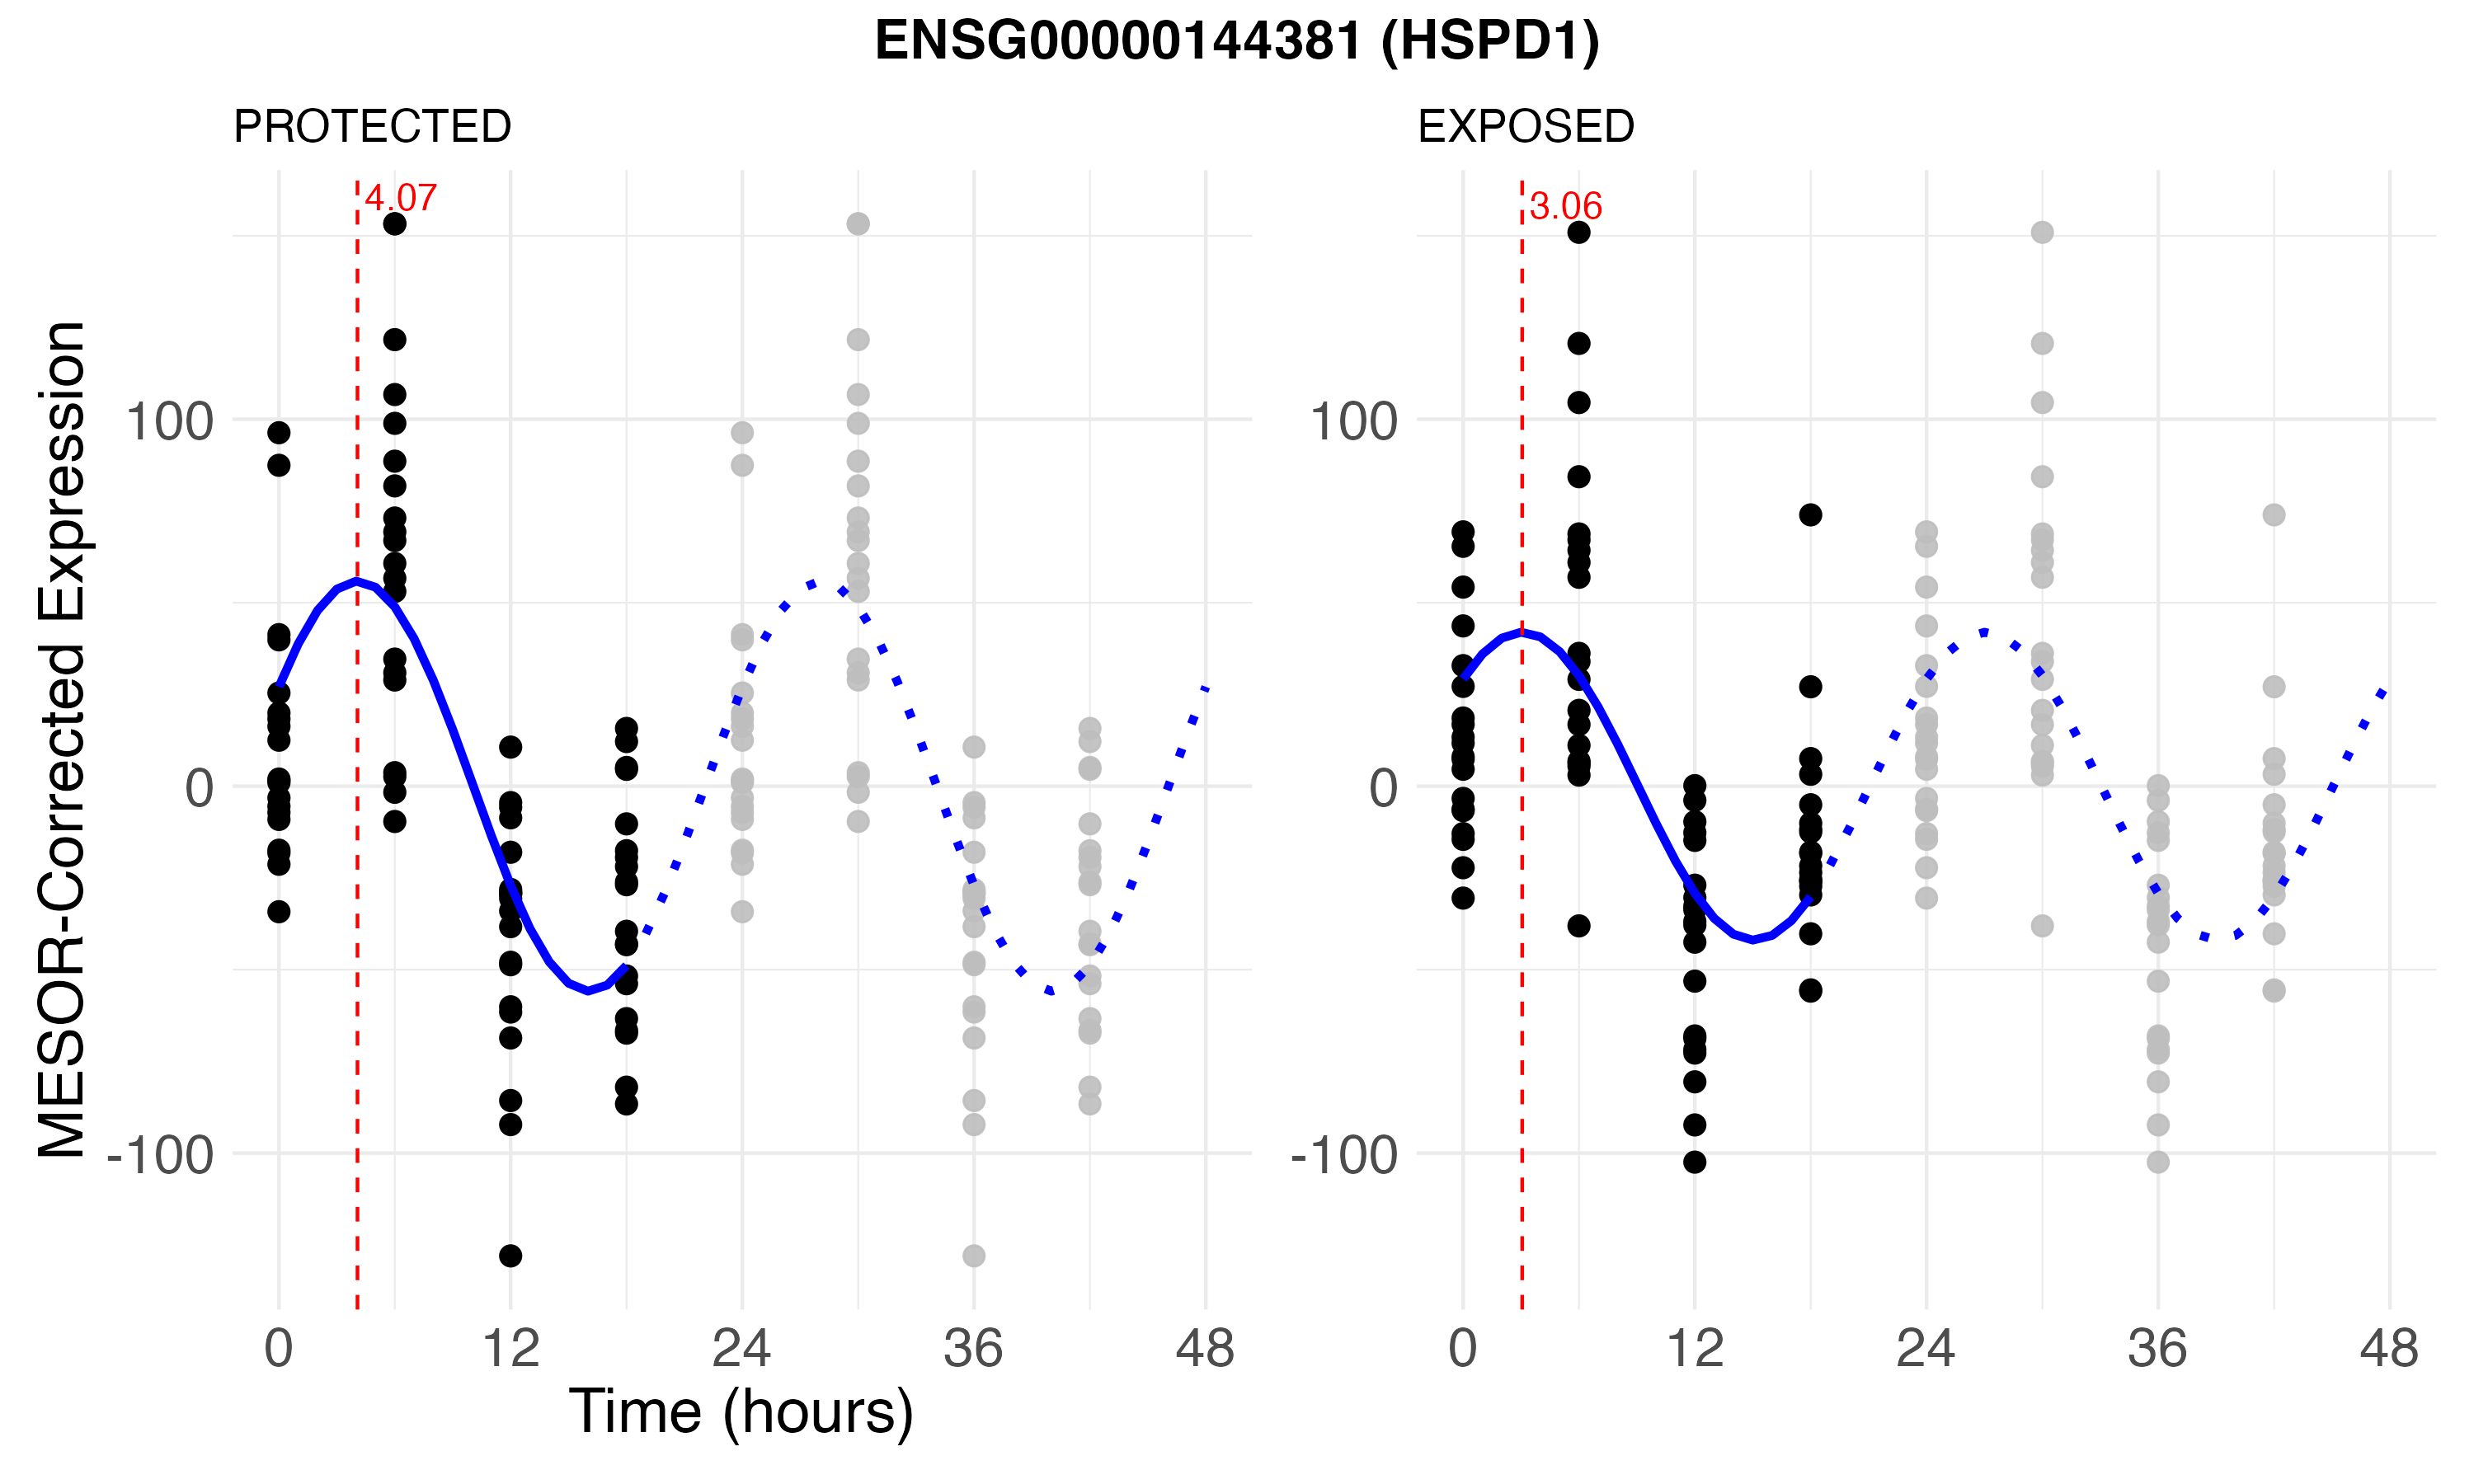 ENSG00000144381 (HSPD1)
PROTECTED
EXPOSED
4.07
3.06
MESOR-Corrected Expression
100
0
-100
100
0
-100
0 12 24 36 48
0 12 24 36 48
Time (hours)